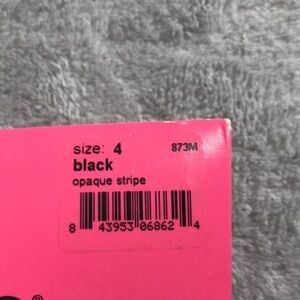 size: 4 873M
black
opaque stripe
8 43953 06862 4
®